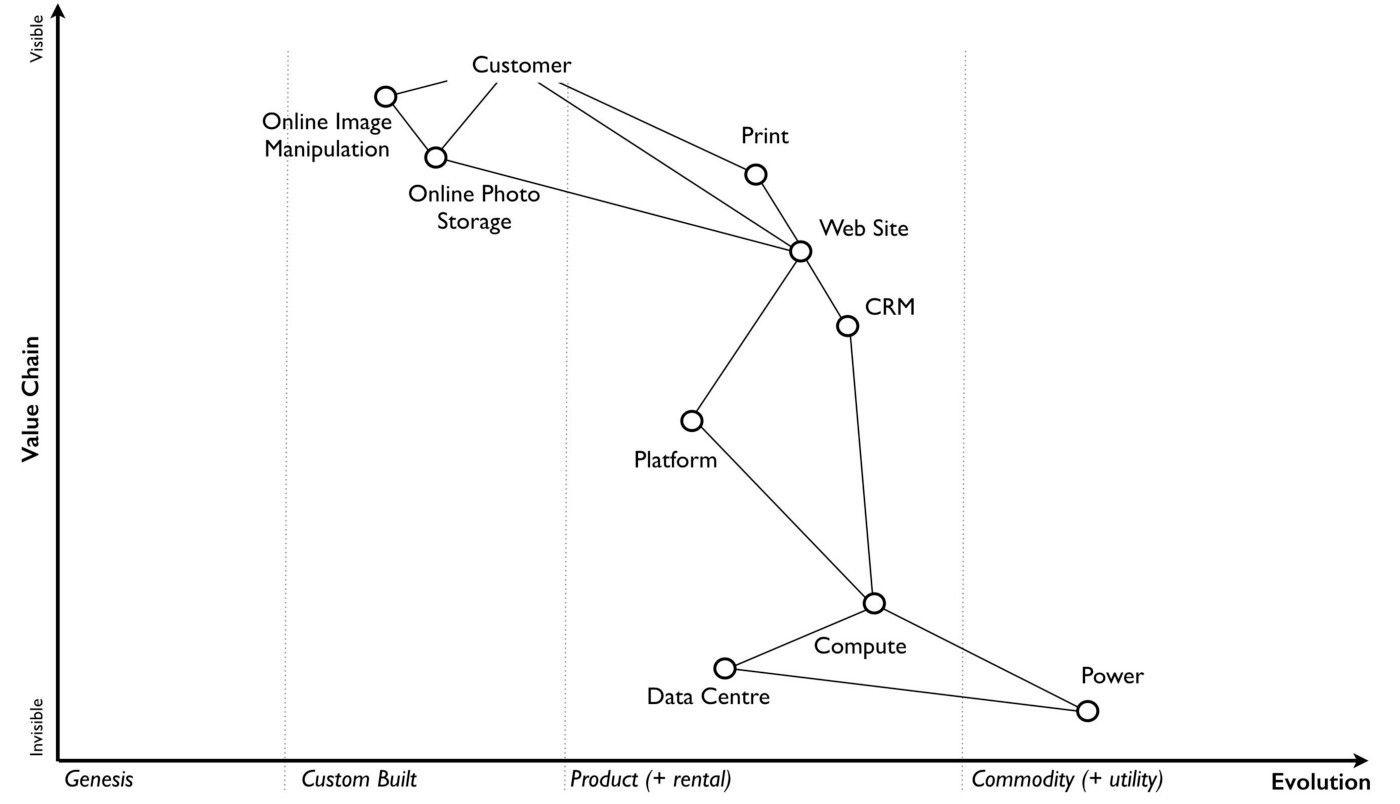 Visible
Customer
Online Image
Manipulation
Print
Online Photo
Storage
Web Site
CRM
Value Chain
Platform
Compute
Power
Data Centre
Invisible
Genesis
Custom Built
Product (+ rental)
Commodity (+ utility)
Evolution